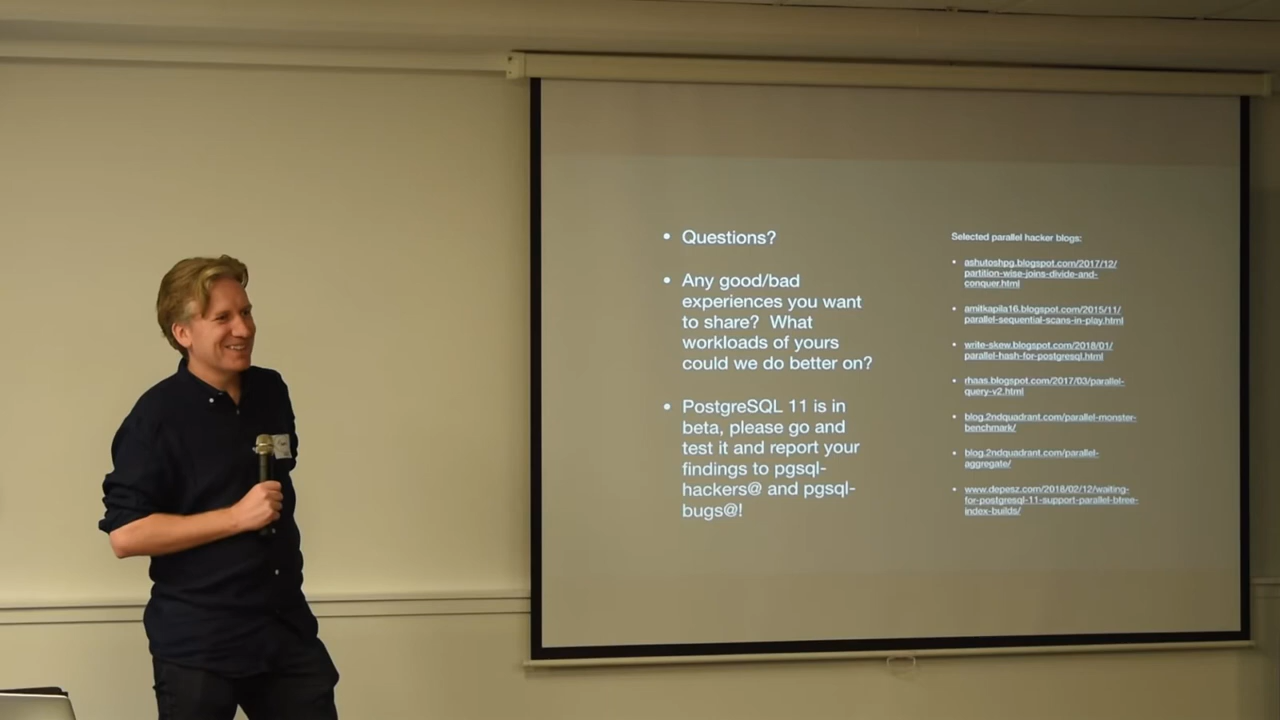 • Questions?
• Any good/bad
experiences you want
to share? What
workloads of yours
could we do better on?
• PostgreSQL 11 is in
beta, please go and
test it and report your
findings to pgsql-
hackers@ and pgsql-
bugs@!
Selected parallel hacker blogs:
• ashutoshpg.blogspot.com/2017/12/
partition-wise-joins-divide-and-
conquer.html
• amitkapila16.blogspot.com/2015/11/
parallel-sequential-scans-in-play.html
• write-skew.blogspot.com/2018/01/
parallel-hash-for-postgresql.html
• rhaas.blogspot.com/2017/03/parallel-
query-v2.html
• blog.2ndquadrant.com/parallel-monster-
benchmark/
• blog.2ndquadrant.com/parallel-
aggregate/
• www.depesz.com/2018/02/12/waiting-
for-postgresql-11-support-parallel-btree-
index-builds/